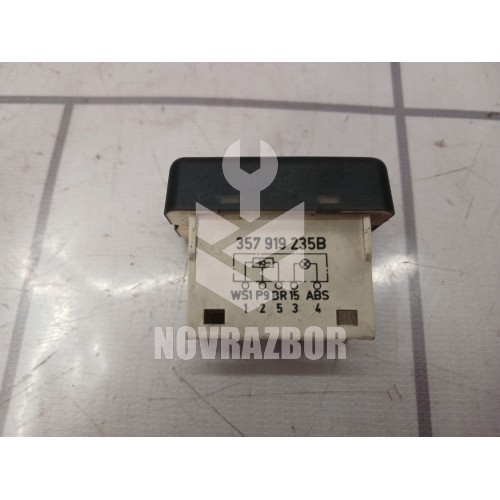 357 919 235B
WS1 P9 BR 15 ABS
1 2 5 3 4
NOVRAZBOR